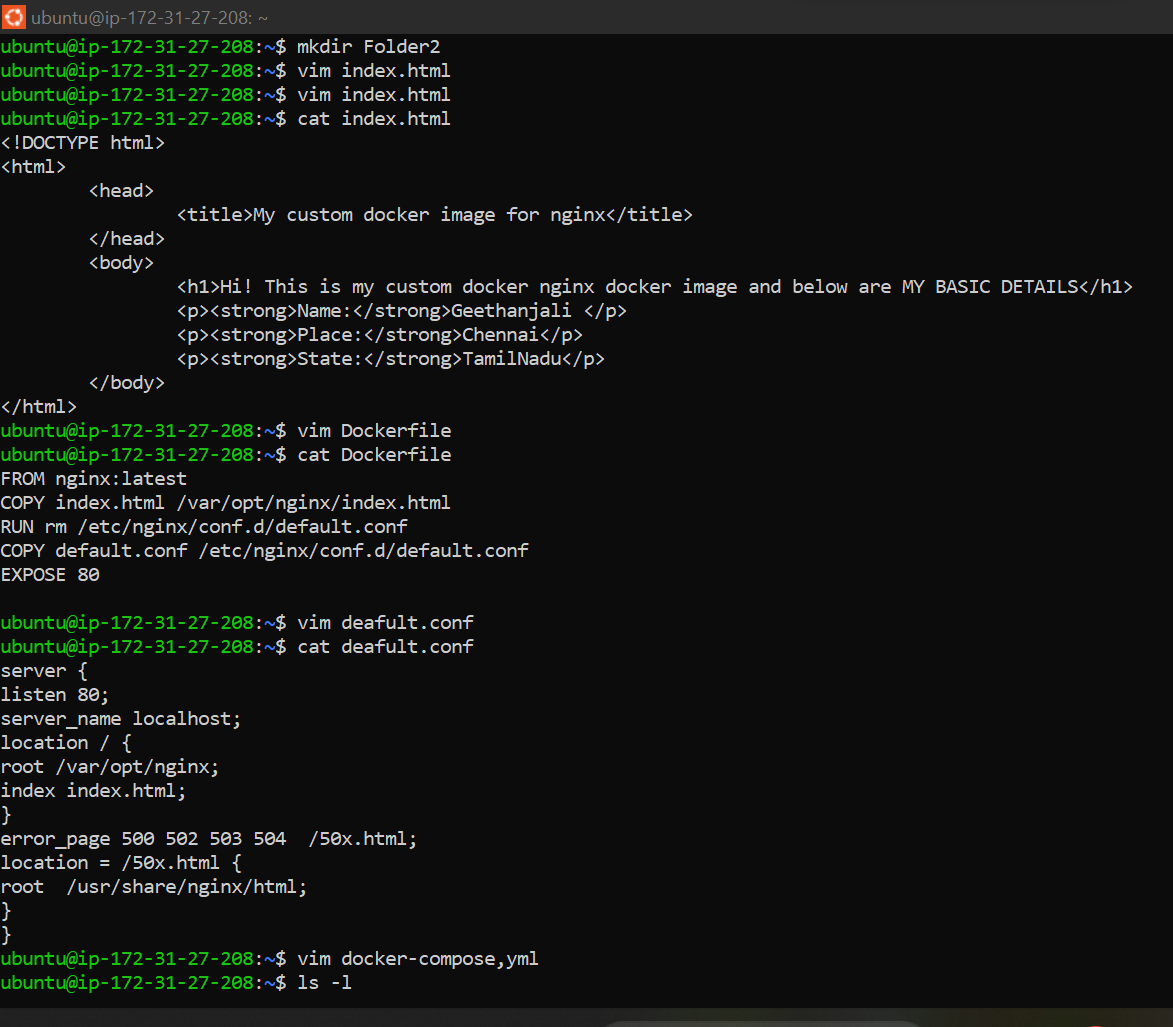 ubuntu@ip-172-31-27-208: ~
ubuntu@ip-172-31-27-208:~$ mkdir Folder2
ubuntu@ip-172-31-27-208:~$ vim index.html
ubuntu@ip-172-31-27-208:~$ vim index.html
ubuntu@ip-172-31-27-208:~$ cat index.html
<!DOCTYPE html>
<html>
        <head>
                <title>My custom docker image for nginx</title>
        </head>
        <body>
                <h1>Hi! This is my custom docker nginx docker image and below are MY BASIC DETAILS</h1>
                <p><strong>Name:</strong>Geethanjali </p>
                <p><strong>Place:</strong>Chennai</p>
                <p><strong>State:</strong>TamilNadu</p>
        </body>
</html>
ubuntu@ip-172-31-27-208:~$ vim Dockerfile
ubuntu@ip-172-31-27-208:~$ cat Dockerfile
FROM nginx:latest
COPY index.html /var/opt/nginx/index.html
RUN rm /etc/nginx/conf.d/default.conf
COPY default.conf /etc/nginx/conf.d/default.conf
EXPOSE 80

ubuntu@ip-172-31-27-208:~$ vim deafult.conf
ubuntu@ip-172-31-27-208:~$ cat deafult.conf
server {
listen 80;
server_name localhost;
location / {
root /var/opt/nginx;
index index.html;
}
error_page 500 502 503 504  /50x.html;
location = /50x.html {
root  /usr/share/nginx/html;
}
}
ubuntu@ip-172-31-27-208:~$ vim docker-compose,yml
ubuntu@ip-172-31-27-208:~$ ls -l